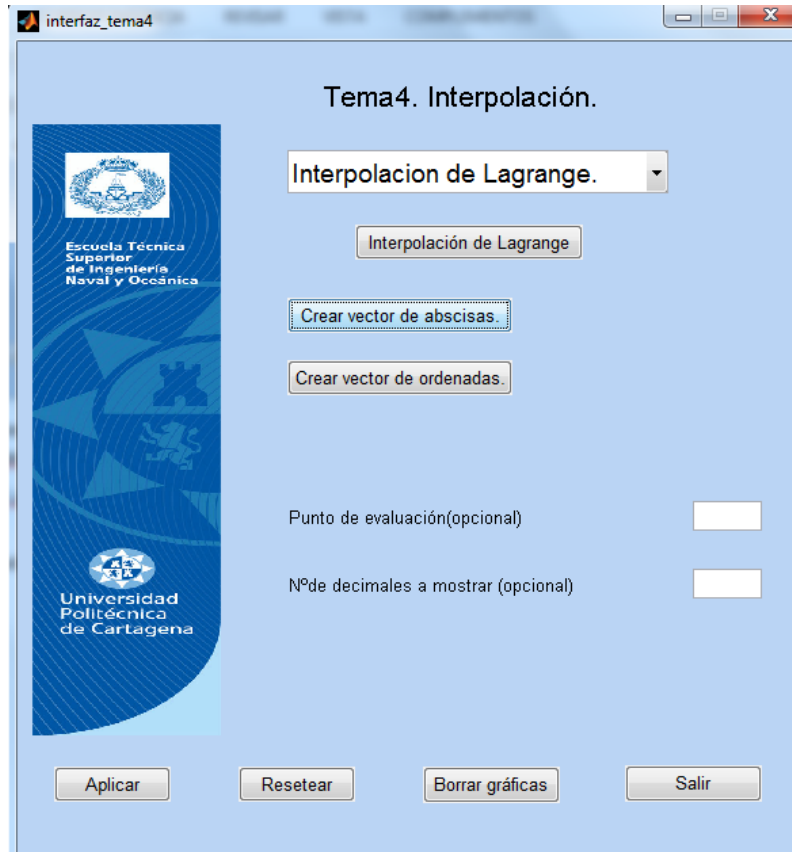 interfaz_tema4
Tema4. Interpolación.
Interpolacion de Lagrange.
Interpolación de Lagrange
Escuela Técnica
Superior
de Ingeniería
Naval y Oceánica
Crear vector de abscisas.
Crear vector de ordenadas.
Punto de evaluación(opcional)
Nºde decimales a mostrar (opcional)
Universidad
Politécnica
de Cartagena
Aplicar
Resetear
Borrar gráficas
Salir